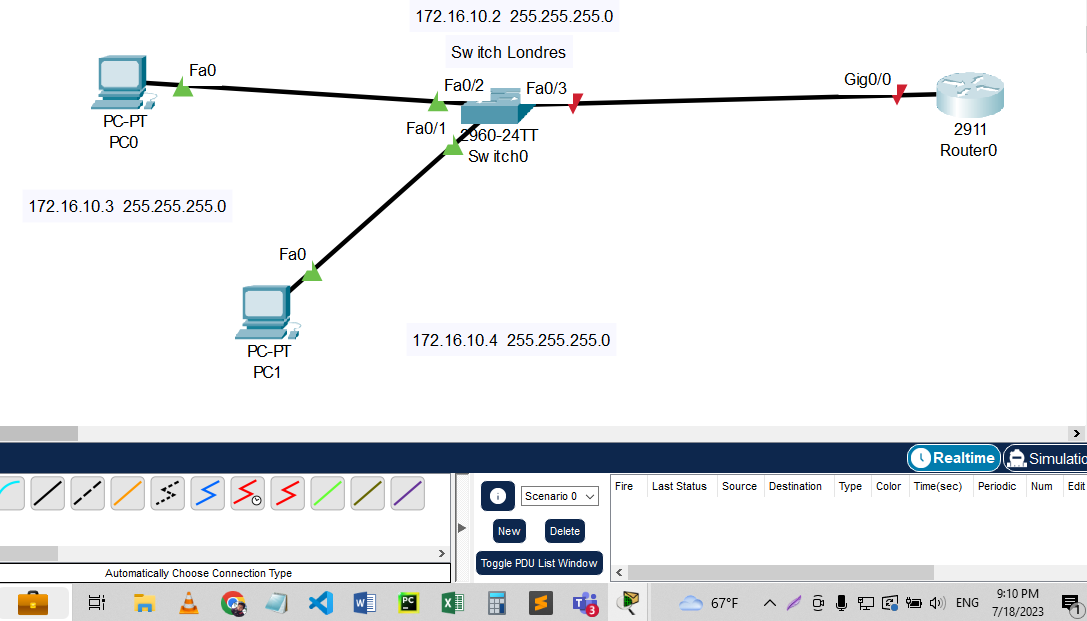 172.16.10.2 255.255.255.0
Switch Londres
Fa0
Fa0/2
Fa0/3
Gig0/0
PC-PT
PC0
Fa0/1
2960-24TT
Switch0
2911
Router0
172.16.10.3 255.255.255.0
Fa0
PC-PT
PC1
172.16.10.4 255.255.255.0
Realtime
Simulatio
Scenario 0
New
Delete
Toggle PDU List Window
Fire Last Status Source Destination Type Color Time(sec) Periodic Num Edit
Automatically Choose Connection Type
67°F
ENG
9:10 PM
7/18/2023
W
PC
X
S
3
1